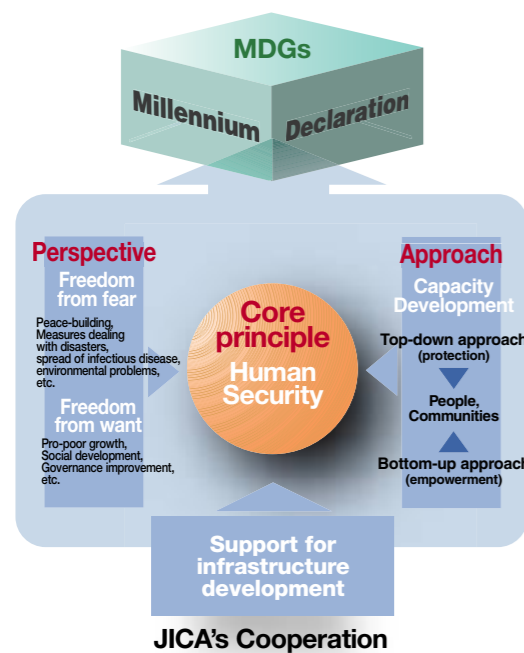 MDGs
Millennium
Declaration
Perspective
Freedom
from fear
Peace-building,
Measures dealing
with disasters,
spread of infectious disease,
environmental problems,
etc.
Freedom
from want
Pro-poor growth,
Social development,
Governance improvement,
etc.
Core
principle
Human
Security
Approach
Capacity
Development
Top-down approach
(protection)
People,
Communities
Bottom-up approach
(empowerment)
Support for
infrastructure
development
JICA's Cooperation